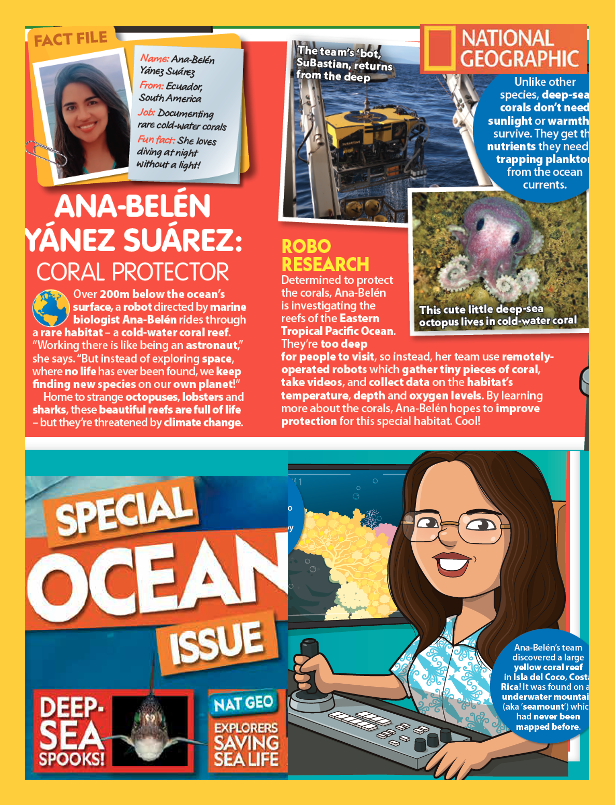 FACT FILE
Name: Ana-Belén
Yánez Suárez
From: Ecuador,
South America
Job: Documenting
rare cold-water corals
Fun fact: She loves
diving at night
without a light!
The team's 'bot,
SuBastian, returns
from the deep
NATIONAL
GEOGRAPHIC
Unlike other
species, deep-sea
corals don't need
sunlight or warmth
survive. They get th
nutrients they need
trapping plankton
from the ocean
currents.
ANA-BELÉN
YÁNEZ SUÁREZ:
CORAL PROTECTOR
Over 200m below the ocean's
surface, a robot directed by marine
biologist Ana-Belén rides through
a rare habitat – a cold-water coral reef.
"Working there is like being an astronaut,"
she says. "But instead of exploring space,
where no life has ever been found, we keep
finding new species on our own planet!"
Home to strange octopuses, lobsters and
sharks, these beautiful reefs are full of life
– but they're threatened by climate change.
ROBO
RESEARCH
Determined to protect
the corals, Ana-Belén
is investigating the
reefs of the Eastern
Tropical Pacific Ocean.
They're too deep
for people to visit, so instead, her team use remotely-
operated robots which gather tiny pieces of coral,
take videos, and collect data on the habitat's
temperature, depth and oxygen levels. By learning
more about the corals, Ana-Belén hopes to improve
protection for this special habitat. Cool!
This cute little deep-sea
octopus lives in cold-water coral
SPECIAL
OCEAN
ISSUE
DEEP-
SEA
SPOOKS!
NAT GEO
EXPLORERS
SAVING
SEA LIFE
Ana-Belén's team
discovered a large
yellow coral reef
in Isla del Coco, Costa
Rica! It was found on a
underwater mountain
(aka 'seamount') whic
had never been
mapped before.